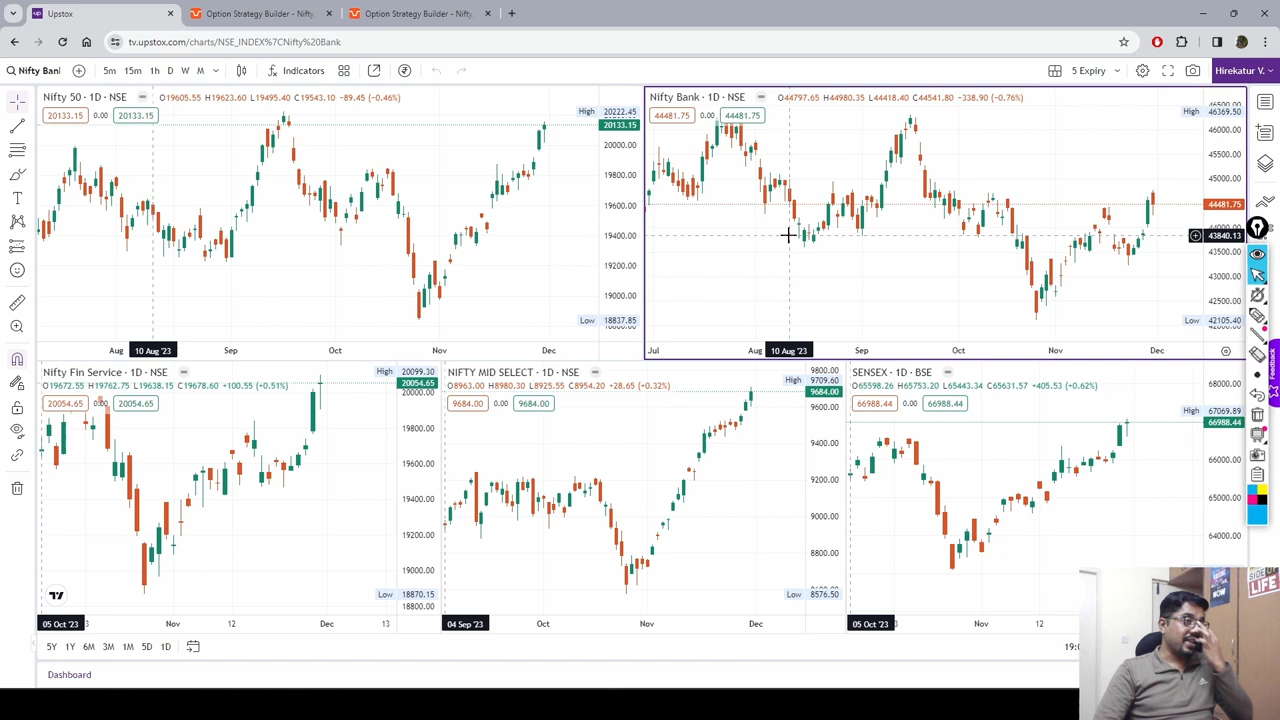 Upstox
Option Strategy Builder - Nifty.
Option Strategy Builder - Nifty.
tv.upstox.com/charts/NSE_INDEX%7CNifty%20Bank
Nifty Banl
5m 15m 1h D W M
Indicators
5 Expiry
Hirekatur V.
Nifty 50 · 1D · NSE O19605.55 H19623.60 L19495.40 C19543.10 -89.45 (-0.46%)
20133.15 0.00 20133.15
High 20222.45
20133.15
20000.00
19800.00
19600.00
19400.00
19200.00
19000.00
Low 18837.85
Aug 10 Aug '23 Sep Oct Nov Dec
Nifty Bank · 1D · NSE O44797.65 H44980.35 L44418.40 C44541.80 -338.90 (-0.76%)
44481.75 0.00 44481.75
High 46369.50
46000.00
45500.00
45000.00
44481.75
43840.13
43500.00
43000.00
42500.00
Low 42105.40
Jul Aug 10 Aug '23 Sep Oct Nov Dec
Nifty Fin Service · 1D · NSE
O19672.55 H19762.75 L19638.15 C19678.60 +100.55 (+0.51%)
20054.65 0.00 20054.65
High 20099.30
20054.65
20000.00
19800.00
19600.00
19400.00
19200.00
19000.00
Low 18870.15
18800.00
05 Oct '23 Nov 12 Dec 13
NIFTY MID SELECT · 1D · NSE
O8963.00 H8980.30 L8925.55 C8954.20 +28.65 (+0.32%)
9684.00 0.00 9684.00
9800.00
High 9709.60
9684.00
9600.00
9400.00
9200.00
9000.00
8800.00
Low 8576.50
04 Sep '23 Oct Nov Dec
SENSEX · 1D · BSE
O65598.26 H65753.20 L65443.34 C65631.57 +405.53 (+0.62%)
66988.44 0.00 66988.44
68000.00
High 67069.89
66988.44
66000.00
65000.00
64000.00
05 Oct '23 Nov 12
Feedback
5Y 1Y 6M 3M 1M 5D 1D
Dashboard
SIDE OF
LIFE
NOW